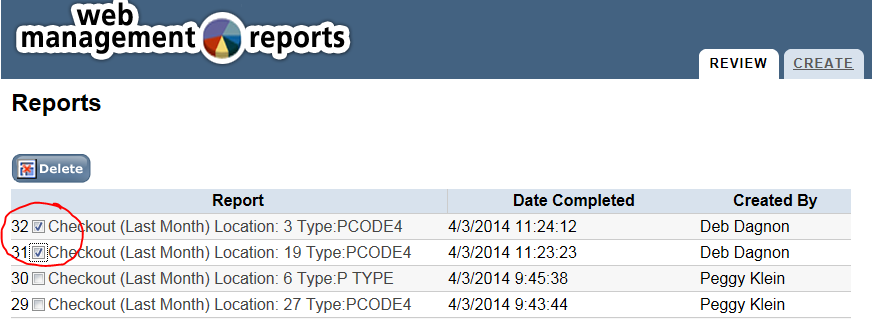 web
management reports
REVIEW CREATE
Reports
Delete
Report Date Completed Created By
32 Checkout (Last Month) Location: 3 Type:PCODE4 4/3/2014 11:24:12 Deb Dagnon
31 Checkout (Last Month) Location: 19 Type:PCODE4 4/3/2014 11:23:23 Deb Dagnon
30 Checkout (Last Month) Location: 6 Type:P TYPE 4/3/2014 9:45:38 Peggy Klein
29 Checkout (Last Month) Location: 27 Type:PCODE4 4/3/2014 9:43:44 Peggy Klein